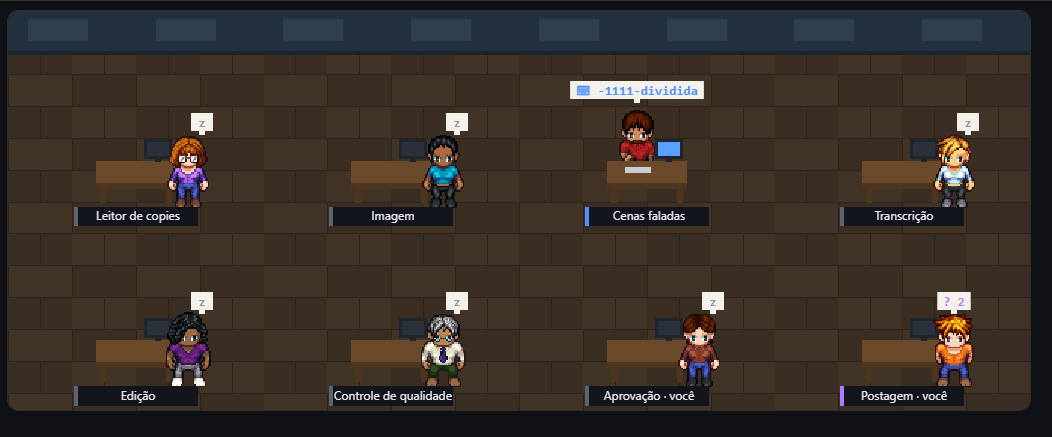 -1111-dividida
z
z
z
Leitor de copies
Imagem
Cenas faladas
Transcrição
z
z
z
? 2
Edição
Controle de qualidade
Aprovação · você
Postagem · você